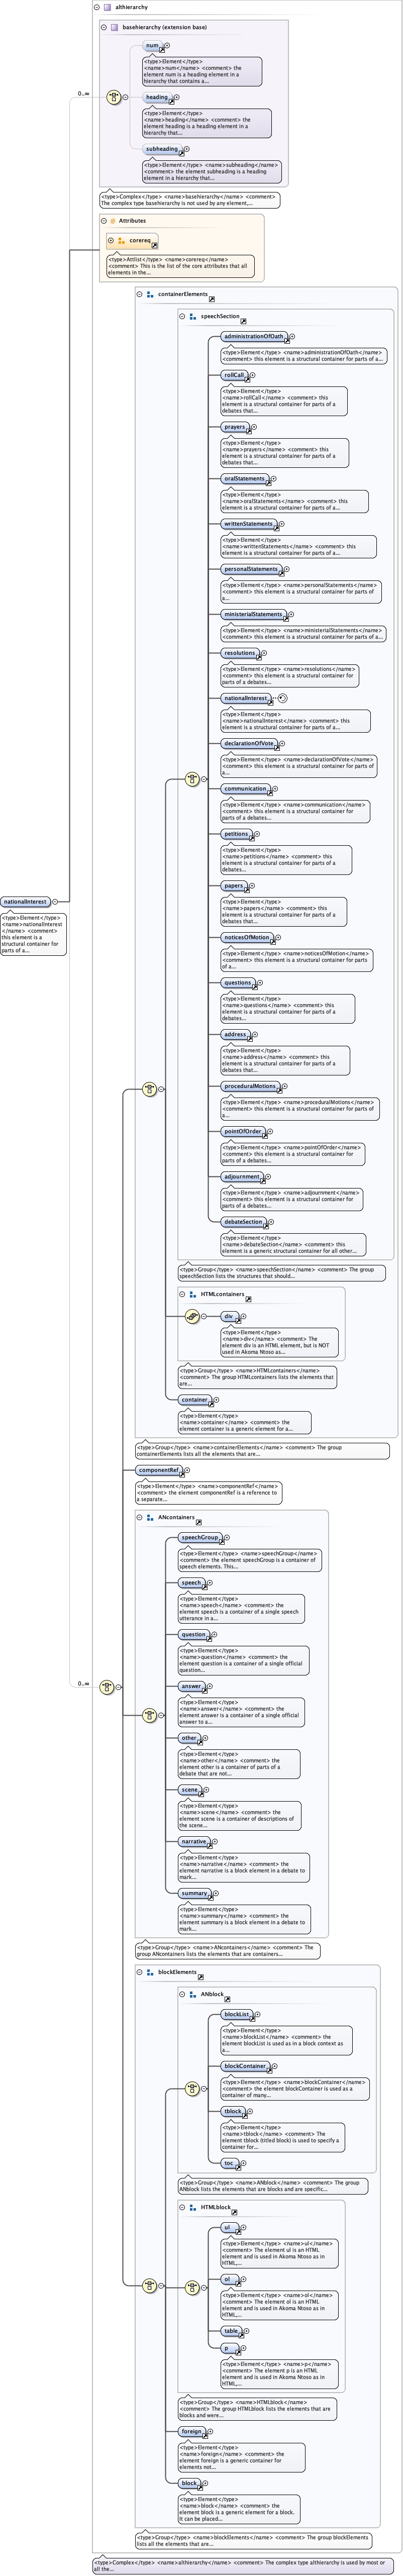 althierarchy
basehierarchy (extension base)
num
<type>Element</type>
<name>num</name> <comment> the
element num is a heading element in a
hierarchy that contains a...
0..∞
heading
<type>Element</type>
<name>heading</name> <comment> the
element heading is a heading element in a
hierarchy that...
subheading
<type>Element</type> <name>subheading</name>
<comment> the element subheading is a heading
element in a hierarchy that...
<type>Complex</type> <name>basehierarchy</name> <comment>
The complex type basehierarchy is not used by any element,...
Attributes
corereq
<type>Attlist</type> <name>corereq</name>
<comment> This is the list of the core attributes that all
elements in the...
containerElements
speechSection
administrationOfOath
<type>Element</type> <name>administrationOfOath</name>
<comment> this element is a structural container for parts of a...
rollCall
<type>Element</type>
<name>rollCall</name> <comment> this
element is a structural container for parts of a
debates that...
prayers
<type>Element</type>
<name>prayers</name> <comment> this
element is a structural container for parts of a
debates that...
oralStatements
<type>Element</type>
<name>oralStatements</name> <comment> this
element is a structural container for parts of a...
writtenStatements
<type>Element</type>
<name>writtenStatements</name> <comment> this
element is a structural container for parts of a...
personalStatements
<type>Element</type> <name>personalStatements</name>
<comment> this element is a structural container for parts of
a...
ministerialStatements
<type>Element</type> <name>ministerialStatements</name>
<comment> this element is a structural container for parts of a...
resolutions
<type>Element</type> <name>resolutions</name>
<comment> this element is a structural container for
parts of a debates...
nationalInterest
<type>Element</type>
<name>nationalInterest</name> <comment> this
element is a structural container for parts of a...
declarationOfVote
<type>Element</type> <name>declarationOfVote</name>
<comment> this element is a structural container for parts of
a...
communication
<type>Element</type> <name>communication</name>
<comment> this element is a structural container
for parts of a debates...
petitions
<type>Element</type>
<name>petitions</name> <comment> this
element is a structural container for parts of a
debates...
papers
<type>Element</type>
<name>papers</name> <comment> this
element is a structural container for parts of a
debates that...
nationalInterest
<type>Element</type>
<name>nationalInterest
</name> <comment>
this element is a
structural container for
parts of a...
noticesOfMotion
<type>Element</type> <name>noticesOfMotion</name>
<comment> this element is a structural container for parts
of a...
questions
<type>Element</type>
<name>questions</name> <comment> this
element is a structural container for parts of a
debates...
address
<type>Element</type>
<name>address</name> <comment> this
element is a structural container for parts of a
debates that...
proceduralMotions
<type>Element</type> <name>proceduralMotions</name>
<comment> this element is a structural container for parts of
a...
pointOfOrder
<type>Element</type> <name>pointOfOrder</name>
<comment> this element is a structural container for
parts of a debates...
adjournment
<type>Element</type> <name>adjournment</name>
<comment> this element is a structural container for
parts of a debates...
debateSection
<type>Element</type>
<name>debateSection</name> <comment> this
element is a generic structural container for all other...
<type>Group</type> <name>speechSection</name> <comment> The group
speechSection lists the structures that should...
HTMLcontainers
div
<type>Element</type>
<name>div</name> <comment> The
element div is an HTML element, but is NOT
used in Akoma Ntoso as...
<type>Group</type> <name>HTMLcontainers</name>
<comment> The group HTMLcontainers lists the elements that
are...
container
<type>Element</type>
<name>container</name> <comment> the
element container is a generic element for a...
<type>Group</type> <name>containerElements</name> <comment> The group
containerElements lists all the elements that are...
componentRef
<type>Element</type> <name>componentRef</name>
<comment> the element componentRef is a reference to
a separate...
ANcontainers
speechGroup
<type>Element</type> <name>speechGroup</name>
<comment> the element speechGroup is a container of
speech elements. This...
speech
<type>Element</type>
<name>speech</name> <comment> the
element speech is a container of a single speech
utterance in a...
question
<type>Element</type>
<name>question</name> <comment> the
element question is a container of a single official
question...
0..∞
answer
<type>Element</type>
<name>answer</name> <comment> the
element answer is a container of a single official
answer to a...
other
<type>Element</type>
<name>other</name> <comment> the
element other is a container of parts of a
debate that are not...
scene
<type>Element</type>
<name>scene</name> <comment> the
element scene is a container of descriptions of
the scene...
narrative
<type>Element</type>
<name>narrative</name> <comment> the
element narrative is a block element in a debate to
mark...
summary
<type>Element</type>
<name>summary</name> <comment> the
element summary is a block element in a debate to
mark...
<type>Group</type> <name>ANcontainers</name> <comment> The
group ANcontainers lists the elements that are containers...
blockElements
ANblock
blockList
<type>Element</type>
<name>blockList</name> <comment> the
element blockList is used as in a block context as
a...
blockContainer
<type>Element</type> <name>blockContainer</name>
<comment> the element blockContainer is used as a
container of many...
tblock
<type>Element</type>
<name>tblock</name> <comment> The
element tblock (titled block) is used to specify a
container for...
toc
<type>Group</type> <name>ANblock</name> <comment> The group
ANblock lists the elements that are blocks and are specific...
HTMLblock
ul
<type>Element</type> <name>ul</name>
<comment> The element ul is an HTML
element and is used in Akoma Ntoso as in
HTML,...
ol
<type>Element</type> <name>ol</name>
<comment> The element ol is an HTML
element and is used in Akoma Ntoso as in
HTML,...
table
p
<type>Element</type> <name>p</name>
<comment> The element p is an HTML
element and is used in Akoma Ntoso as in
HTML,...
<type>Group</type> <name>HTMLblock</name>
<comment> The group HTMLblock lists the elements that are
blocks and were...
foreign
<type>Element</type>
<name>foreign</name> <comment> the
element foreign is a generic container for
elements not...
block
<type>Element</type>
<name>block</name> <comment> the
element block is a generic element for a block.
It can be placed...
<type>Group</type> <name>blockElements</name> <comment> The group blockElements
lists all the elements that are...
<type>Complex</type> <name>althierarchy</name> <comment> The complex type althierarchy is used by most or
all the...